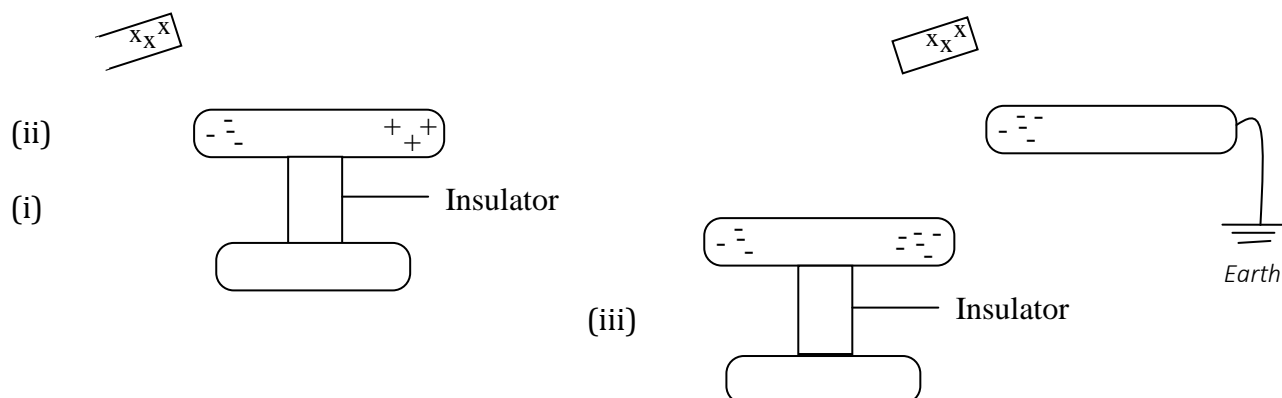 x x x
x x x
(ii)
- - - - + + +
- - - -
(i)
Insulator
- - - - - - - - - -
Earth
(iii)
Insulator